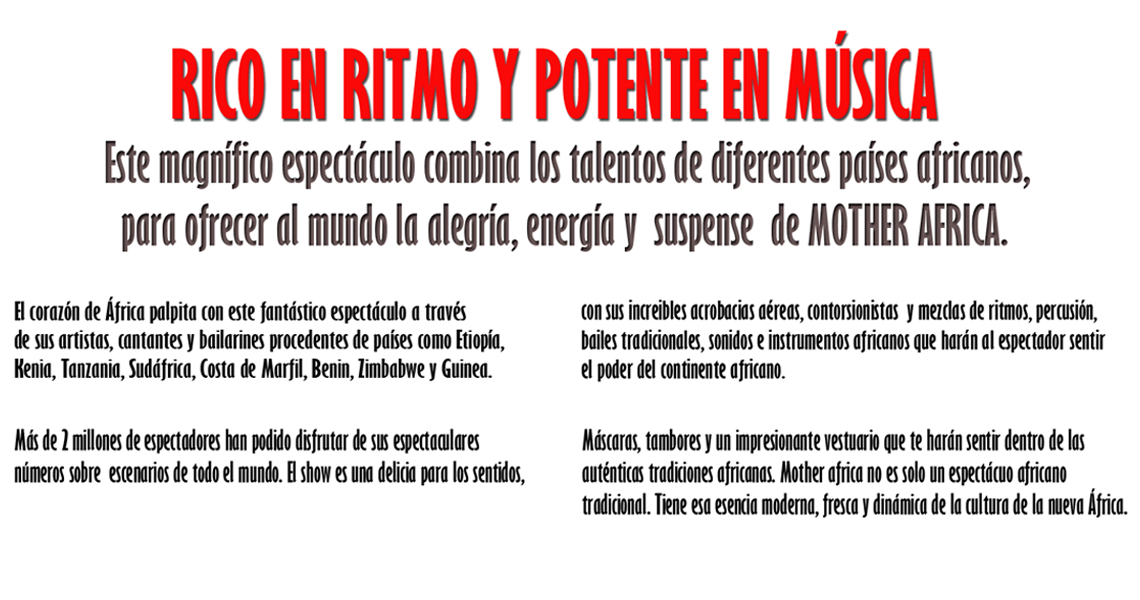 RICO EN RITMO Y POTENTE EN MÚSICA
Este magnífico espectáculo combina los talentos de diferentes países africanos,
para ofrecer al mundo la alegría, energía y suspense de MOTHER AFRICA.
El corazón de África palpita con este fantástico espectáculo a través
de sus artistas, cantantes y bailarines procedentes de países como Etiopía,
Kenia, Tanzania, Sudáfrica, Costa de Marfil, Benin, Zimbabwe y Guinea.
Más de 2 millones de espectadores han podido disfrutar de sus espectaculares
números sobre escenarios de todo el mundo. El show es una delicia para los sentidos,
con sus increibles acrobacias aéreas, contorsionistas y mezclas de ritmos, percusión,
bailes tradicionales, sonidos e instrumentos africanos que harán al espectador sentir
el poder del continente africano.
Máscaras, tambores y un impresionante vestuario que te harán sentir dentro de las
auténticas tradiciones africanas. Mother africa no es solo un espectácuo africano
tradicional. Tiene esa esencia moderna, fresca y dinámica de la cultura de la nueva África.